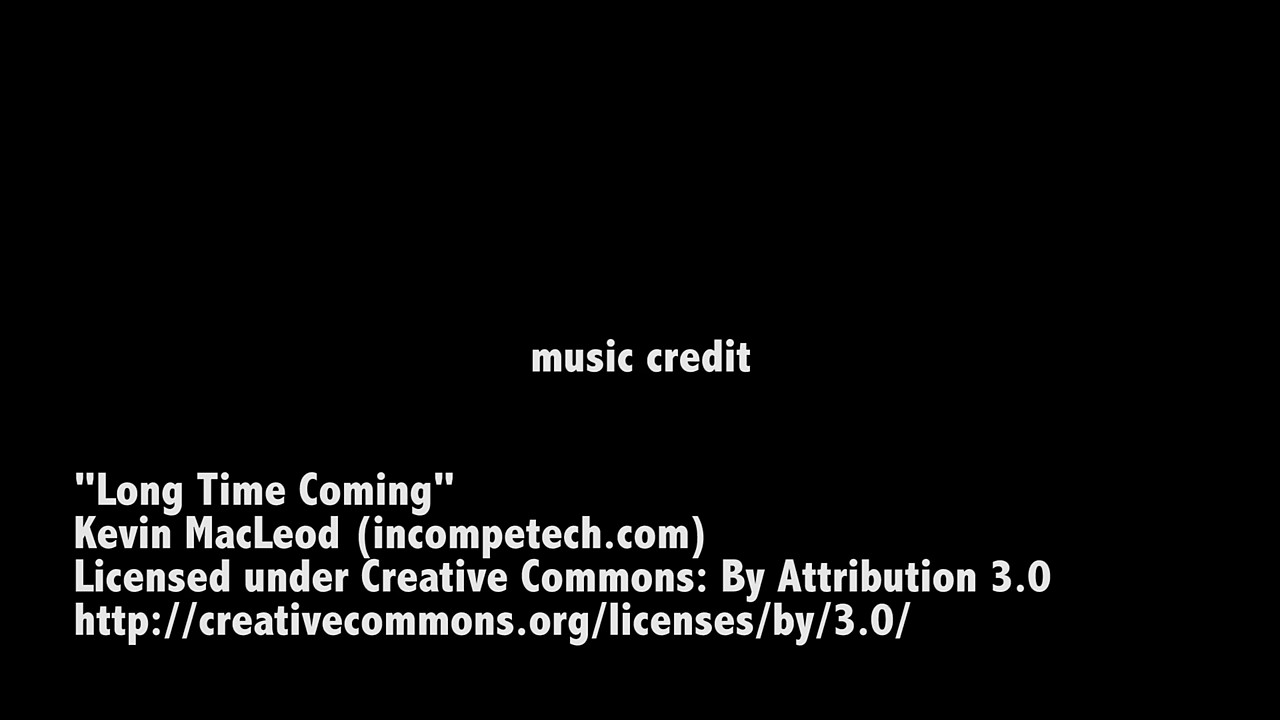 music credit
"Long Time Coming"
Kevin MacLeod (incompetech.com)
Licensed under Creative Commons: By Attribution 3.0
http://creativecommons.org/licenses/by/3.0/